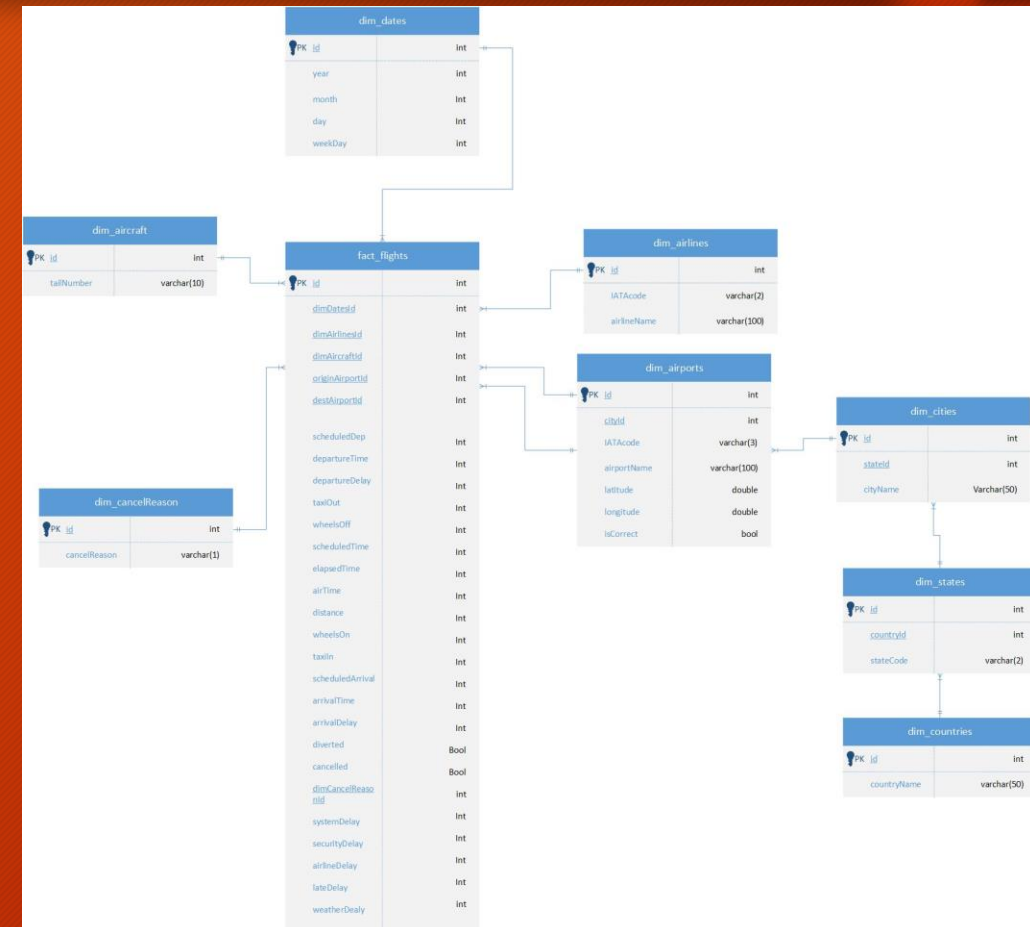 dim_dates
PK id int
year int
month Int
day Int
weekDay int
dim_aircraft
PK id int
tailNumber varchar(10)
fact_flights
PK id int
dimDatesId int
dimAirlinesId Int
dimAircraftId Int
originAirportId Int
destAirportId Int
scheduledDep Int
departureTime Int
departureDelay Int
taxiOut Int
wheelsOff Int
scheduledTime Int
elapsedTime Int
airTime Int
distance Int
wheelsOn Int
taxiIn Int
scheduledArrival Int
arrivalTime Int
arrivalDelay Int
diverted Bool
cancelled Bool
dimCancelReaso
nId int
systemDelay Int
securityDelay Int
airlineDelay Int
lateDelay Int
weatherDealy int
dim_cancelReason
PK id int
cancelReason varchar(1)
dim_airlines
PK id int
IATAcode varchar(2)
airlineName varchar(100)
dim_airports
PK id int
cityId int
IATAcode varchar(3)
airportName varchar(100)
latitude double
longitude double
isCorrect bool
dim_cities
PK id int
stateId int
cityName Varchar(50)
dim_states
PK id int
countryId int
stateCode varchar(2)
dim_countries
PK id int
countryName varchar(50)